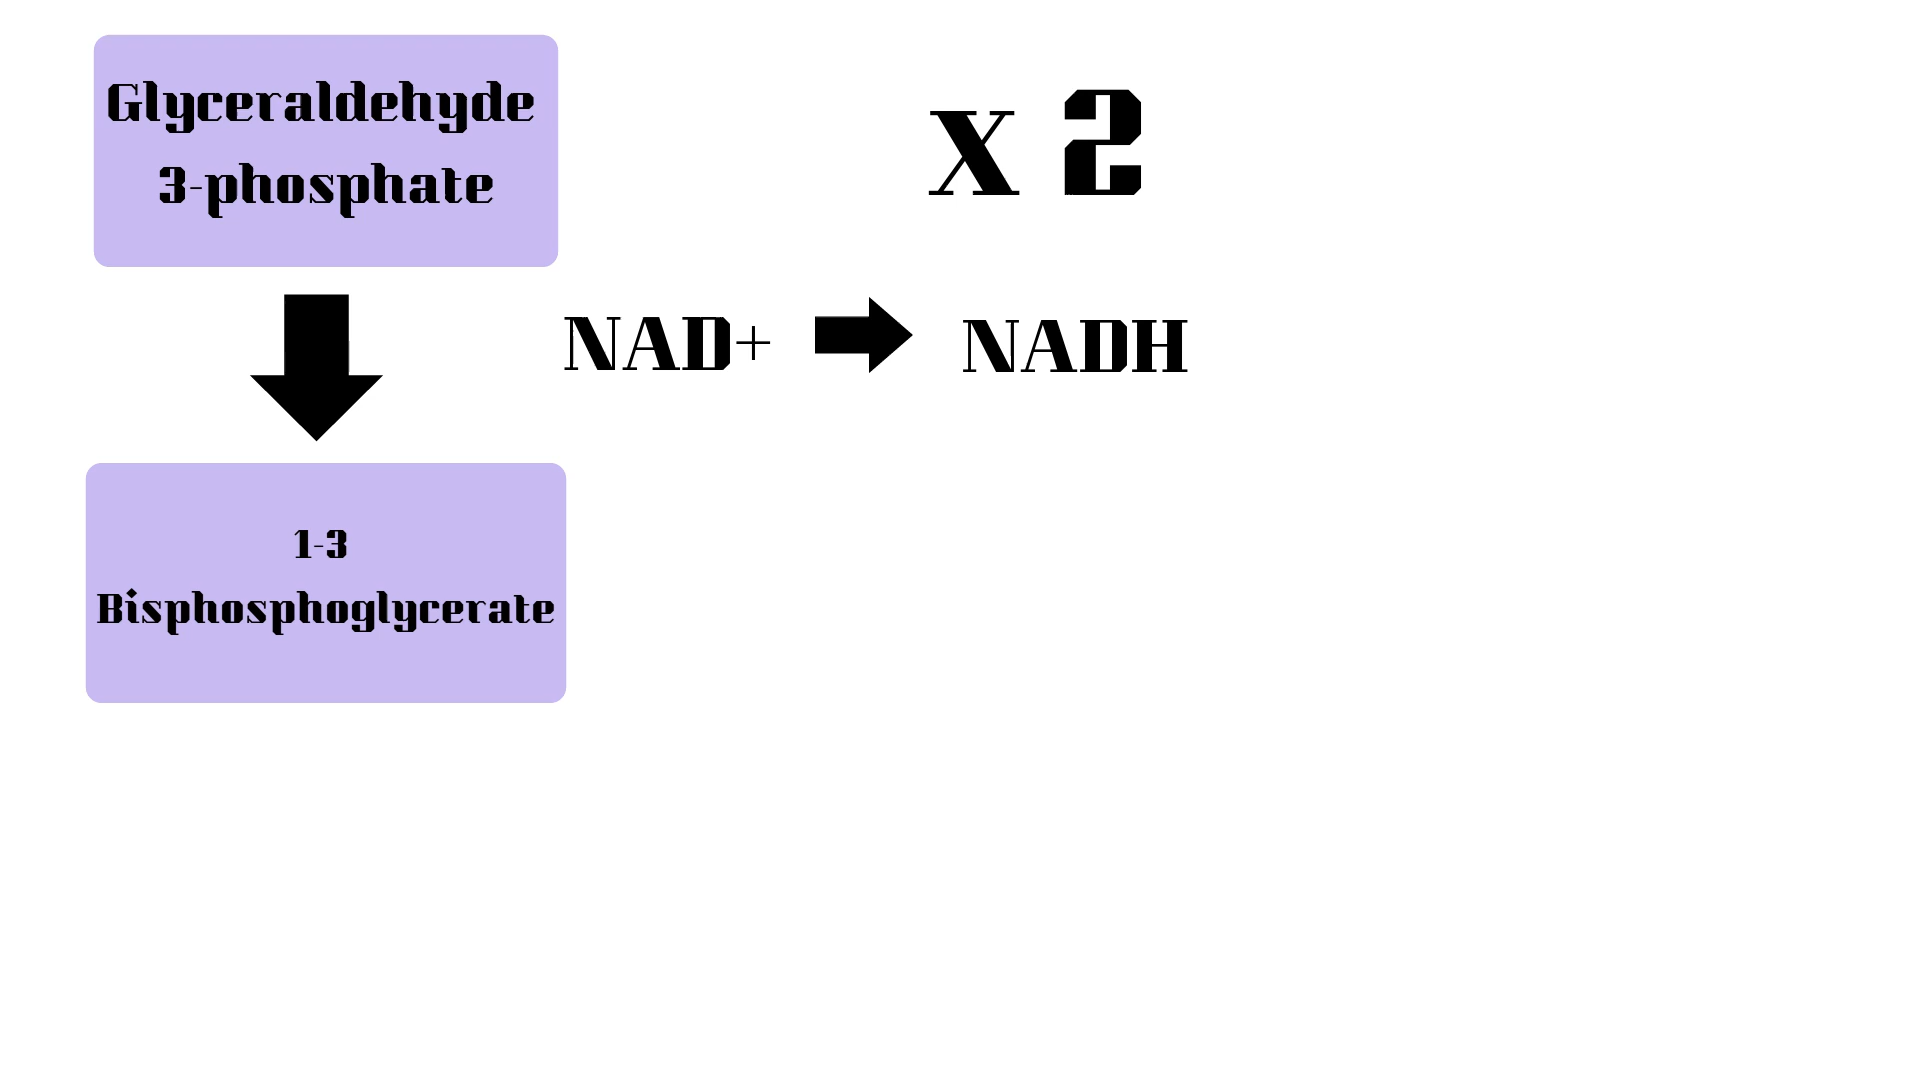 Glyceraldehyde
3-phosphate
x 2
NAD+ NADH
1-3
Bisphosphoglycerate